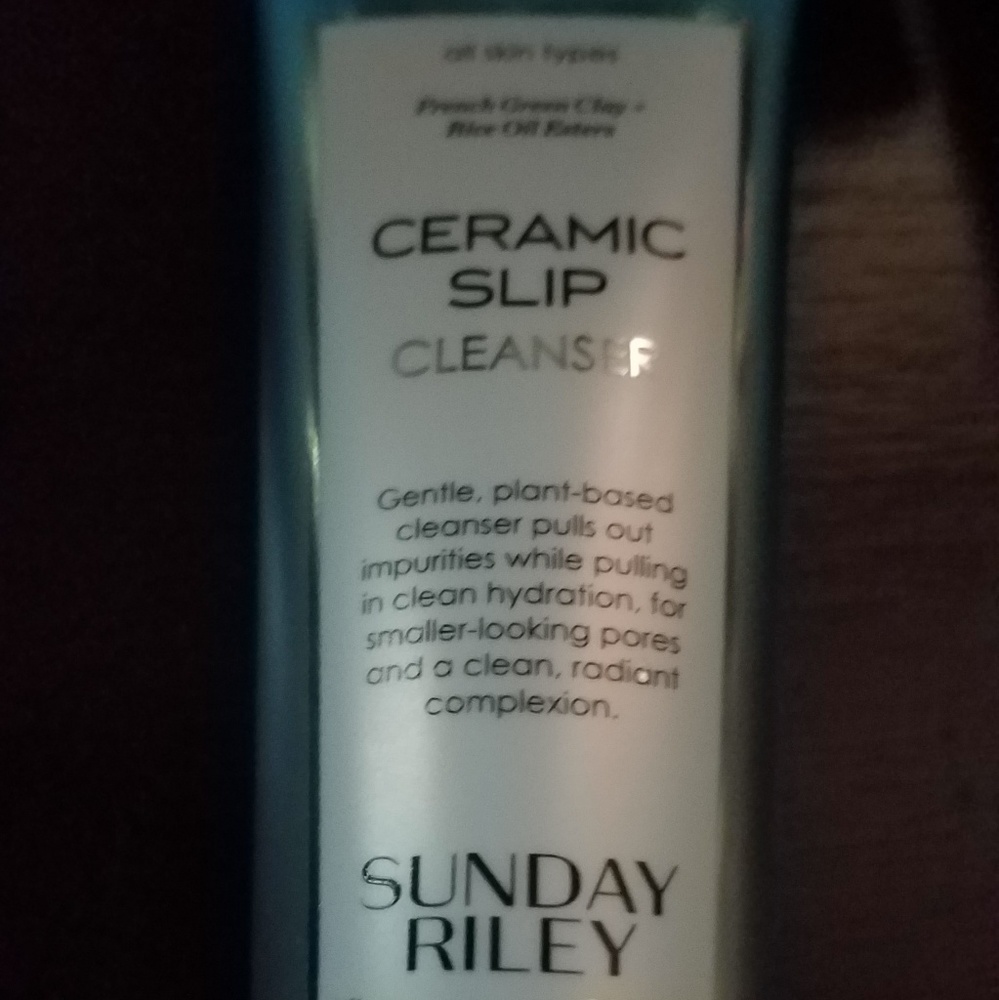 all skin types
French Green Clay +
Rice Oil Esters
CERAMIC
SLIP
CLEANSER
Gentle, plant-based
cleanser pulls out
impurities while pulling
in clean hydration, for
smaller-looking pores
and a clean, radiant
complexion.
SUNDAY
RILEY